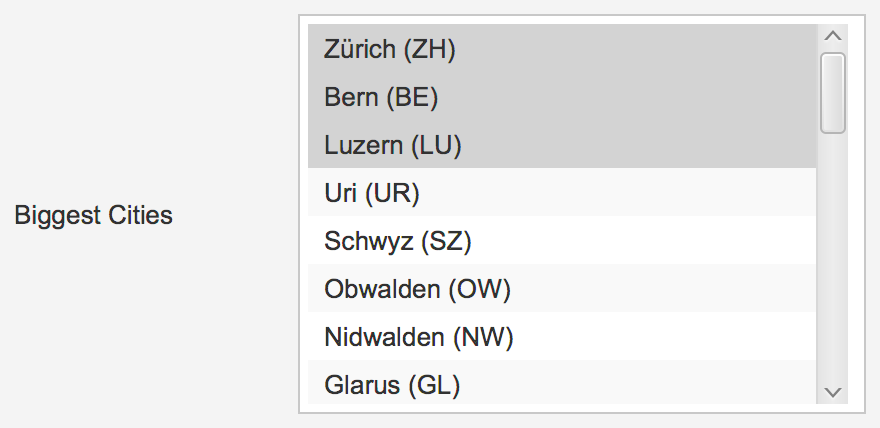 Biggest Cities
Zürich (ZH)
Bern (BE)
Luzern (LU)
Uri (UR)
Schwyz (SZ)
Obwalden (OW)
Nidwalden (NW)
Glarus (GL)